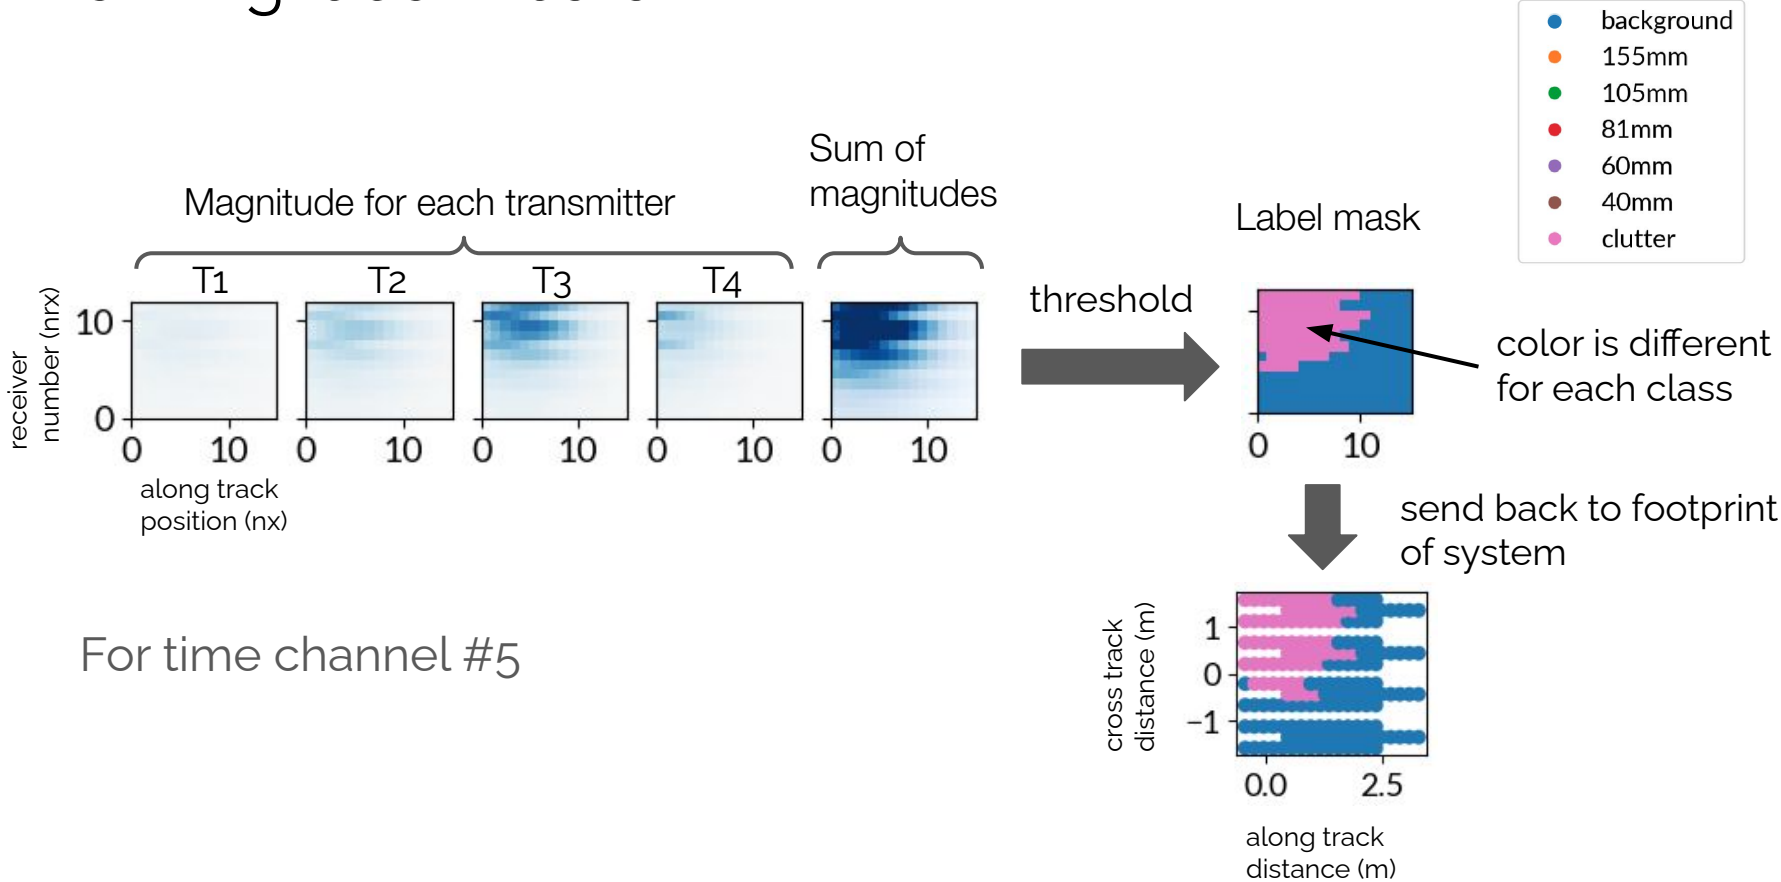 background
155mm
105mm
81mm
60mm
40mm
clutter
Magnitude for each transmitter
Sum of
magnitudes
T1
T2
T3
T4
receiver
number (nrx)
10
0
0
10
0
10
0
10
0
10
0
10
along track
position (nx)
threshold
Label mask
0
10
color is different
for each class
send back to footprint
of system
For time channel #5
cross track
distance (m)
1
0
−1
0.0
2.5
along track
distance (m)